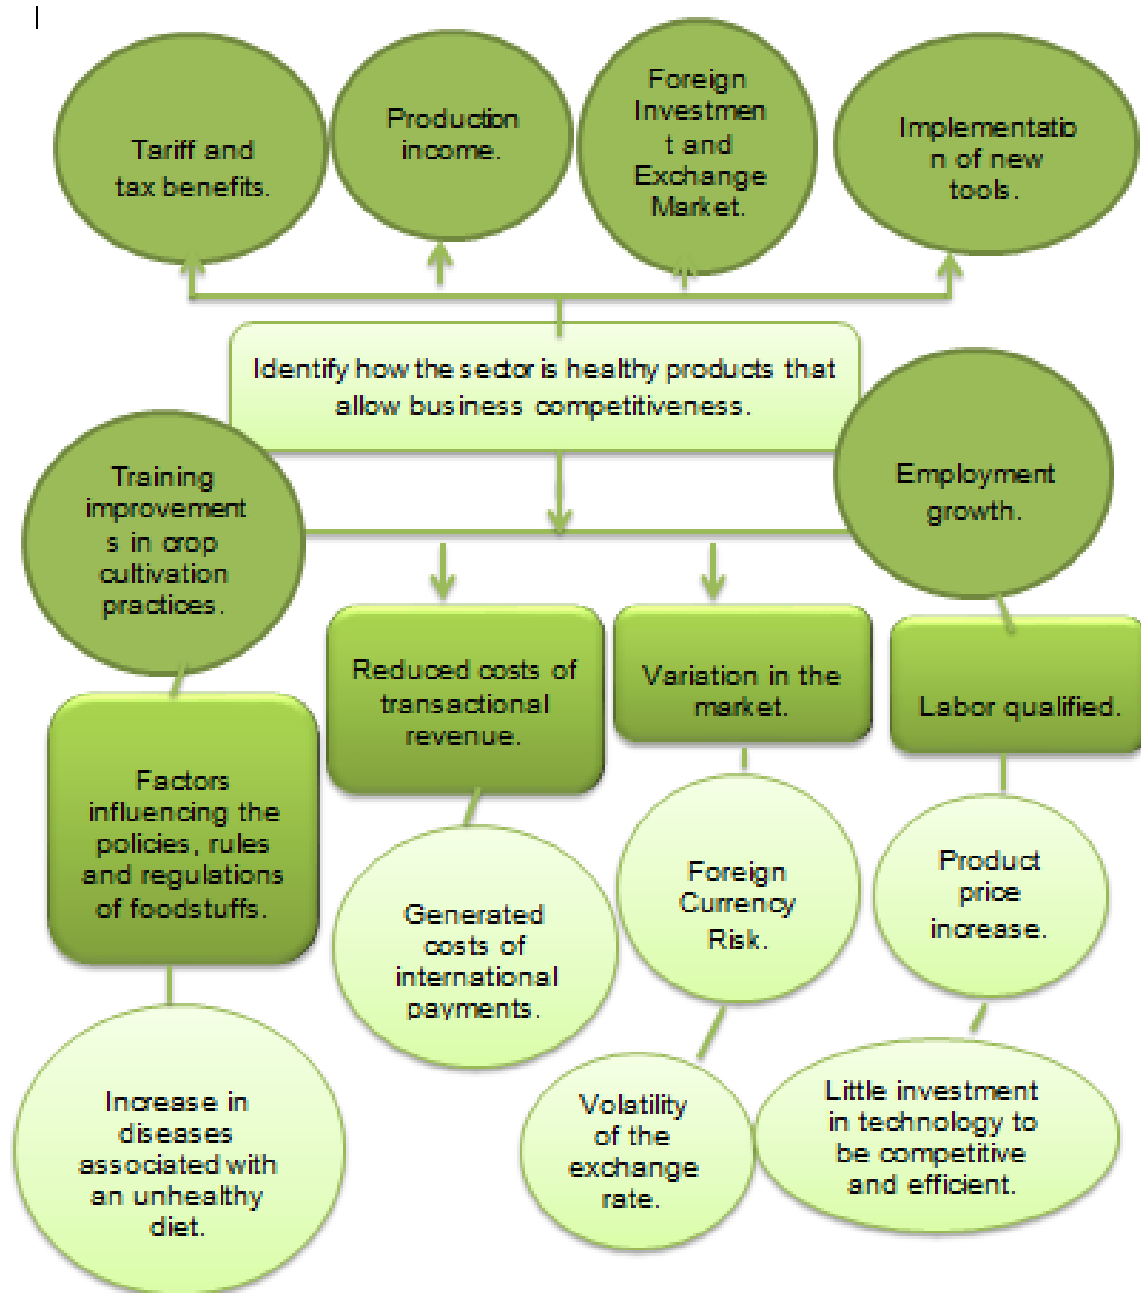 Tariff and
tax benefits.
Production
income.
Foreign
Investmen
t and
Exchange
Market.
Implementatio
n of new
tools.
Identify how the sector is healthy products that
allow business competitiveness.
Training
improvement
s in crop
cultivation
practices.
Employment
growth.
Factors
influencing the
policies, rules
and regulations
of foodstuffs.
Reduced costs of
transactional
revenue.
Variation in the
market.
Labor qualified.
Generated
costs of
international
payments.
Foreign
Currency
Risk.
Product
price
increase.
Increase in
diseases
associated with
an unhealthy
diet.
Volatility
of the
exchange
rate.
Little investment
in technology to
be competitive
and efficient.